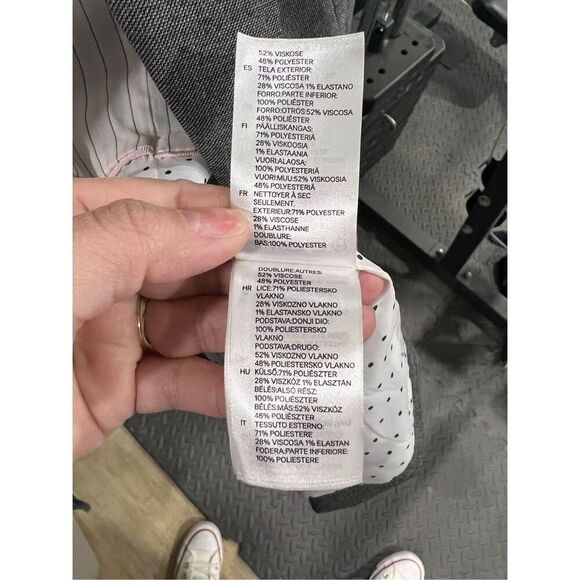 52% VISKOSE
48% POLYESTER
ES TELA EXTERIOR:
71% POLIÉSTER
28% VISCOSA 1% ELASTANO
FORRO:PARTE INFERIOR:
100% POLIÉSTER
FORRO:OTROS:52% VISCOSA
48% POLIÉSTER
FI PÄÄLLISKANGAS:
71% POLYESTERIÄ
28% VISKOOSIA
1% ELASTAANIA
VUORI:ALAOSA:
100% POLYESTERIÄ
VUORI:MUU:52% VISKOOSIA
48% POLYESTERIÄ
FR NETTOYER À SEC
SEULEMENT.
EXTERIEUR:71% POLYESTER
28% VISCOSE
1% ELASTHANNE
DOUBLURE:
BAS:100% POLYESTER
DOUBLURE:AUTRES:
52% VISCOSE
48% POLYESTER
HR LICE:71% POLIESTERSKO
VLAKNO
28% VISKOZNO VLAKNO
1% ELASTANSKO VLAKNO
PODSTAVA:DONJI DIO:
100% POLIESTERSKO
VLAKNO
PODSTAVA:DRUGO:
52% VISKOZNO VLAKNO
48% POLIESTERSKO VLAKNO
HU KÜLSŐ:71% POLIÉSZTER
28% VISZKÓZ 1% ELASZTÁN
BÉLÉS:ALSÓ RÉSZ:
100% POLIÉSZTER
BÉLÉS:MÁS:52% VISZKÓZ
48% POLIÉSZTER
IT TESSUTO ESTERNO:
71% POLIESTERE
28% VISCOSA 1% ELASTAN
FODERA:PARTE INFERIORE:
100% POLIESTERE